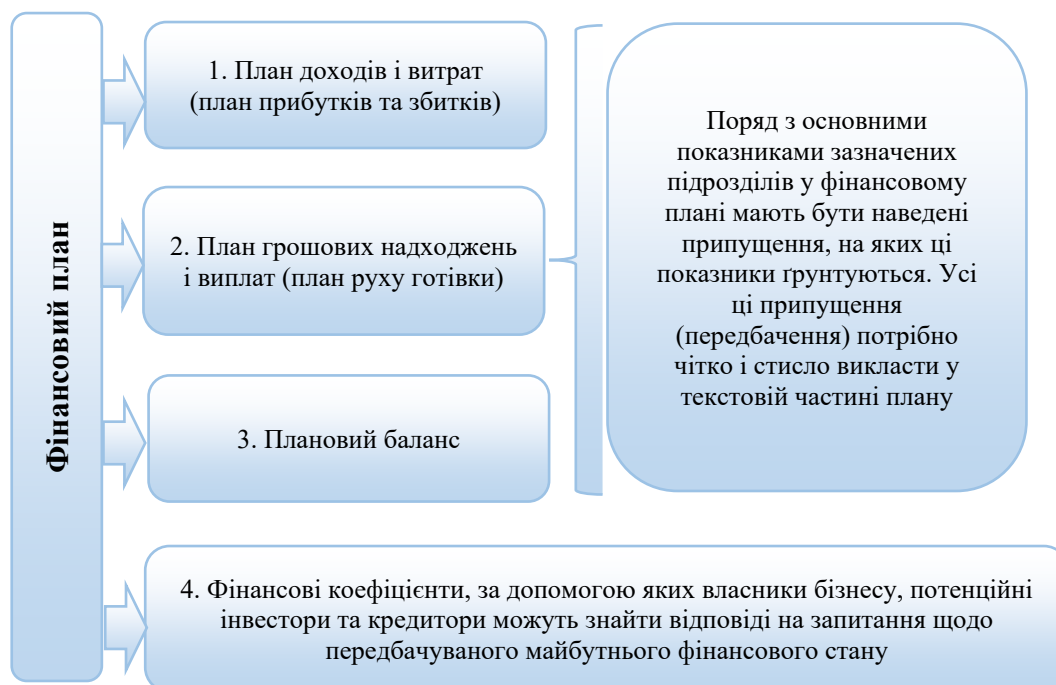 Фінансовий план
1. План доходів і витрат
(план прибутків та збитків)
2. План грошових надходжень
і виплат (план руху готівки)
3. Плановий баланс
Поряд з основними
показниками зазначених
підрозділів у фінансовому
плані мають бути наведені
припущення, на яких ці
показники ґрунтуються. Усі
ці припущення
(передбачення) потрібно
чітко і стисло викласти у
текстовій частині плану
4. Фінансові коефіцієнти, за допомогою яких власники бізнесу, потенційні
інвестори та кредитори можуть знайти відповіді на запитання щодо
передбачуваного майбутнього фінансового стану